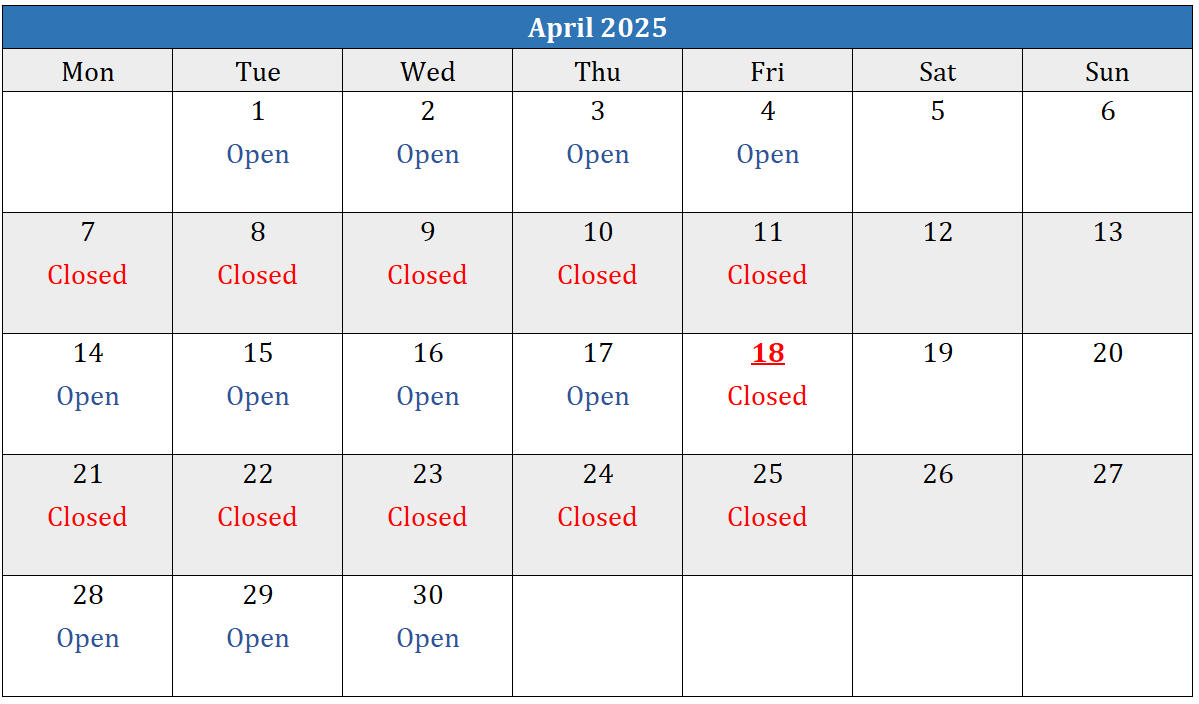 April 2025
Mon Tue Wed Thu Fri Sat Sun
1 2 3 4 5 6
Open Open Open Open
7 8 9 10 11 12 13
Closed Closed Closed Closed Closed
14 15 16 17 18 19 20
Open Open Open Open Closed
21 22 23 24 25 26 27
Closed Closed Closed Closed Closed
28 29 30
Open Open Open